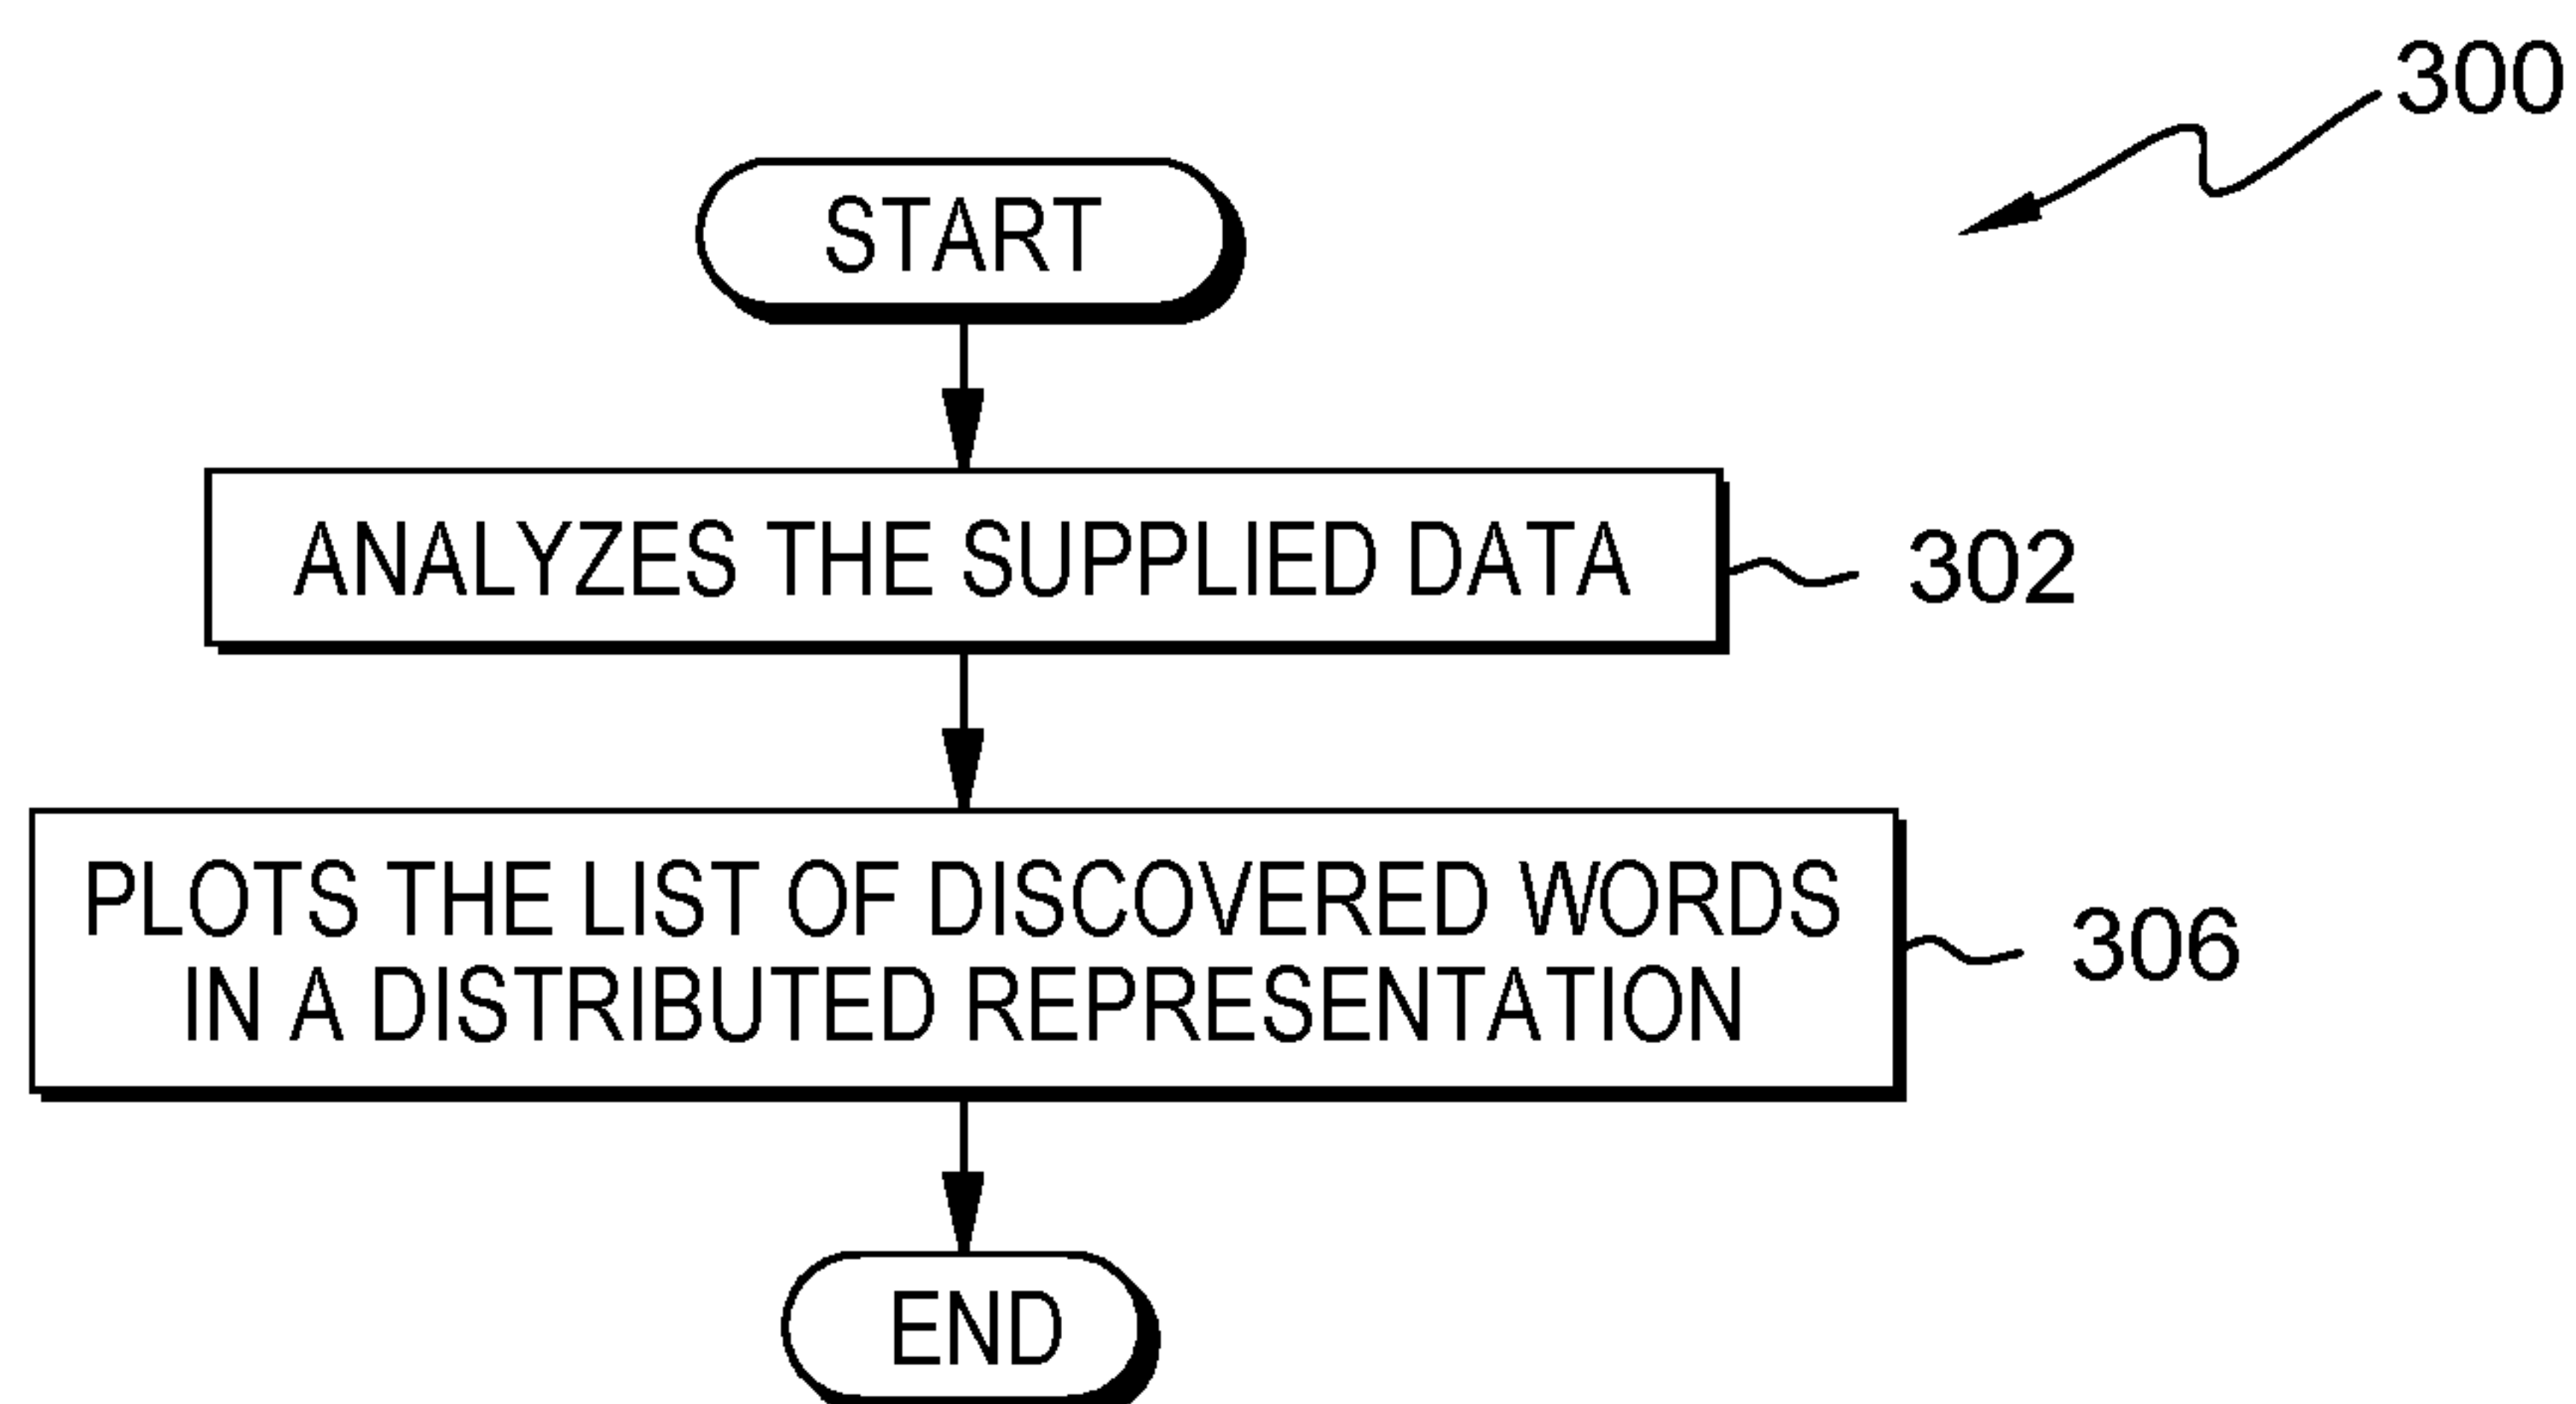 300
START
ANALYZES THE SUPPLIED DATA
302
PLOTS THE LIST OF DISCOVERED WORDS
IN A DISTRIBUTED REPRESENTATION
306
END